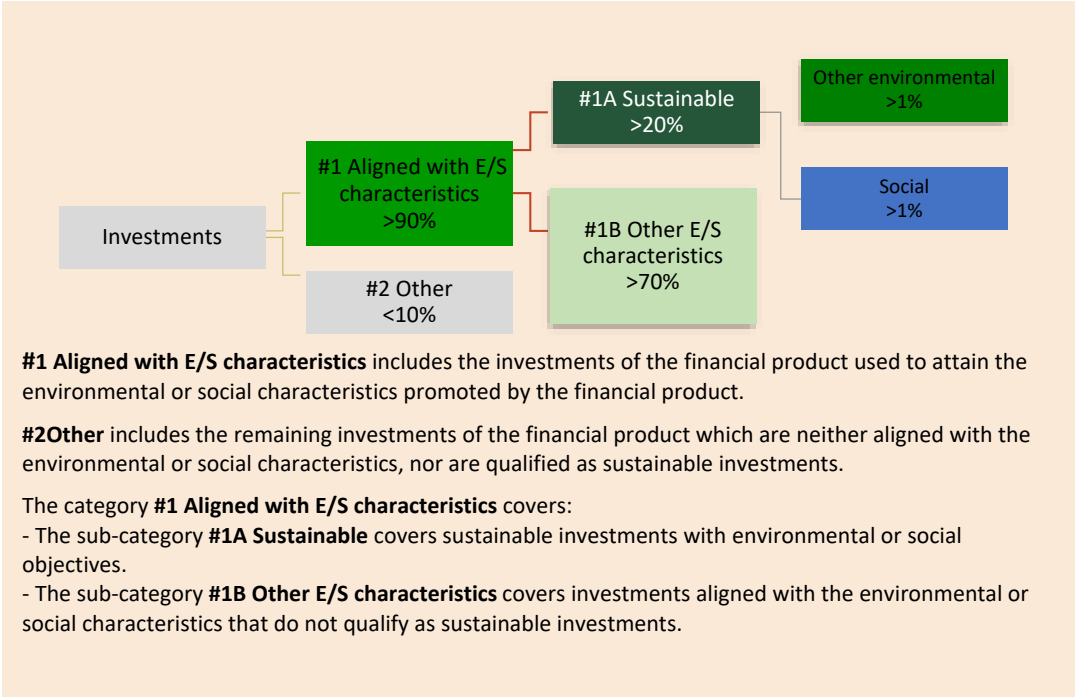 Investments
#1 Aligned with E/S
characteristics
>90%
#2 Other
<10%
#1A Sustainable
>20%
#1B Other E/S
characteristics
>70%
Other environmental
>1%
Social
>1%
#1 Aligned with E/S characteristics includes the investments of the financial product used to attain the
environmental or social characteristics promoted by the financial product.
#2Other includes the remaining investments of the financial product which are neither aligned with the
environmental or social characteristics, nor are qualified as sustainable investments.
The category #1 Aligned with E/S characteristics covers:
- The sub-category #1A Sustainable covers sustainable investments with environmental or social
objectives.
- The sub-category #1B Other E/S characteristics covers investments aligned with the environmental or
social characteristics that do not qualify as sustainable investments.